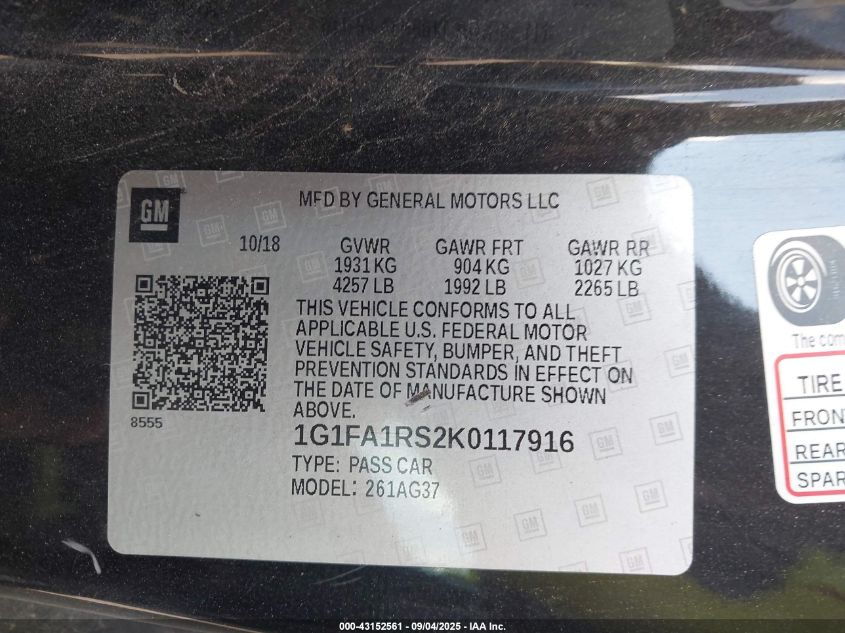 GM
MFD BY GENERAL MOTORS LLC
10/18 GVWR GAWR FRT GAWR RR
1931 KG 904 KG 1027 KG
4257 LB 1992 LB 2265 LB
THIS VEHICLE CONFORMS TO ALL
APPLICABLE U.S. FEDERAL MOTOR
VEHICLE SAFETY, BUMPER, AND THEFT
PREVENTION STANDARDS IN EFFECT ON
THE DATE OF MANUFACTURE SHOWN
ABOVE.
8555
1G1FA1RS2K0117916
TYPE: PASS CAR
MODEL: 261AG37
The com
TIRE
FRON
REAR
SPAR
000-43152561 - 09/04/2025 - IAA Inc.